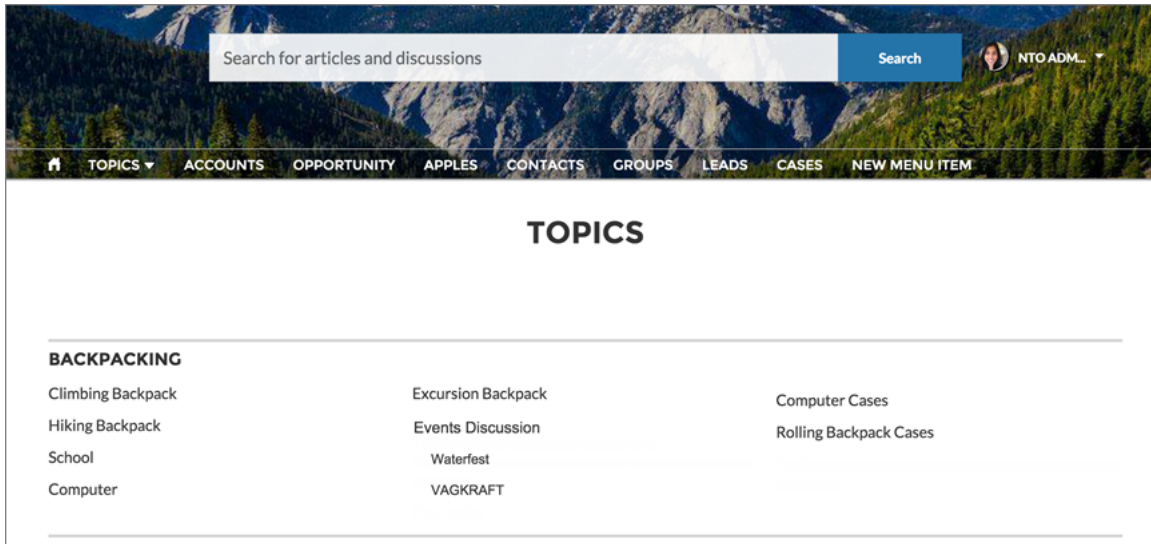 Search for articles and discussions
Search
NTO ADM...
TOPICS
ACCOUNTS
OPPORTUNITY
APPLES
CONTACTS
GROUPS
LEADS
CASES
NEW MENU ITEM
TOPICS
BACKPACKING
Climbing Backpack
Hiking Backpack
School
Computer
Excursion Backpack
Events Discussion
Waterfest
VAGKRAFT
Computer Cases
Rolling Backpack Cases